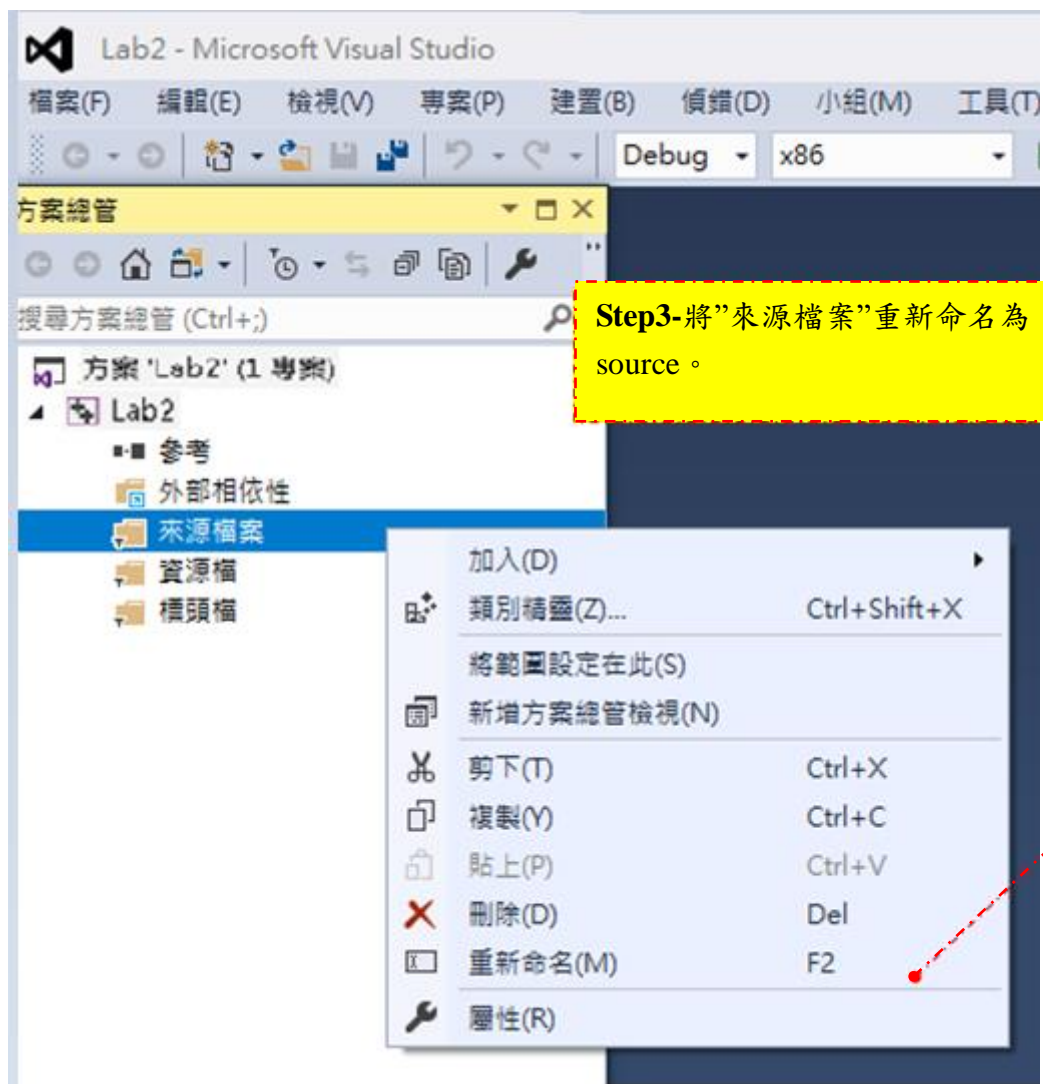 Lab2 - Microsoft Visual Studio
檔案(F) 編輯(E) 檢視(V) 專案(P) 建置(B) 偵錯(D) 小組(M) 工具(T)
Debug x86
方案總管
搜尋方案總管 (Ctrl+;)
Step3-將”來源檔案”重新命名為
source。
方案 'Lab2' (1 專案)
Lab2
參考
外部相依性
來源檔案
資源檔
標頭檔
加入(D)
類別精靈(Z)... Ctrl+Shift+X
將範圍設定在此(S)
新增方案總管檢視(N)
剪下(T) Ctrl+X
複製(Y) Ctrl+C
貼上(P) Ctrl+V
刪除(D) Del
重新命名(M) F2
屬性(R)